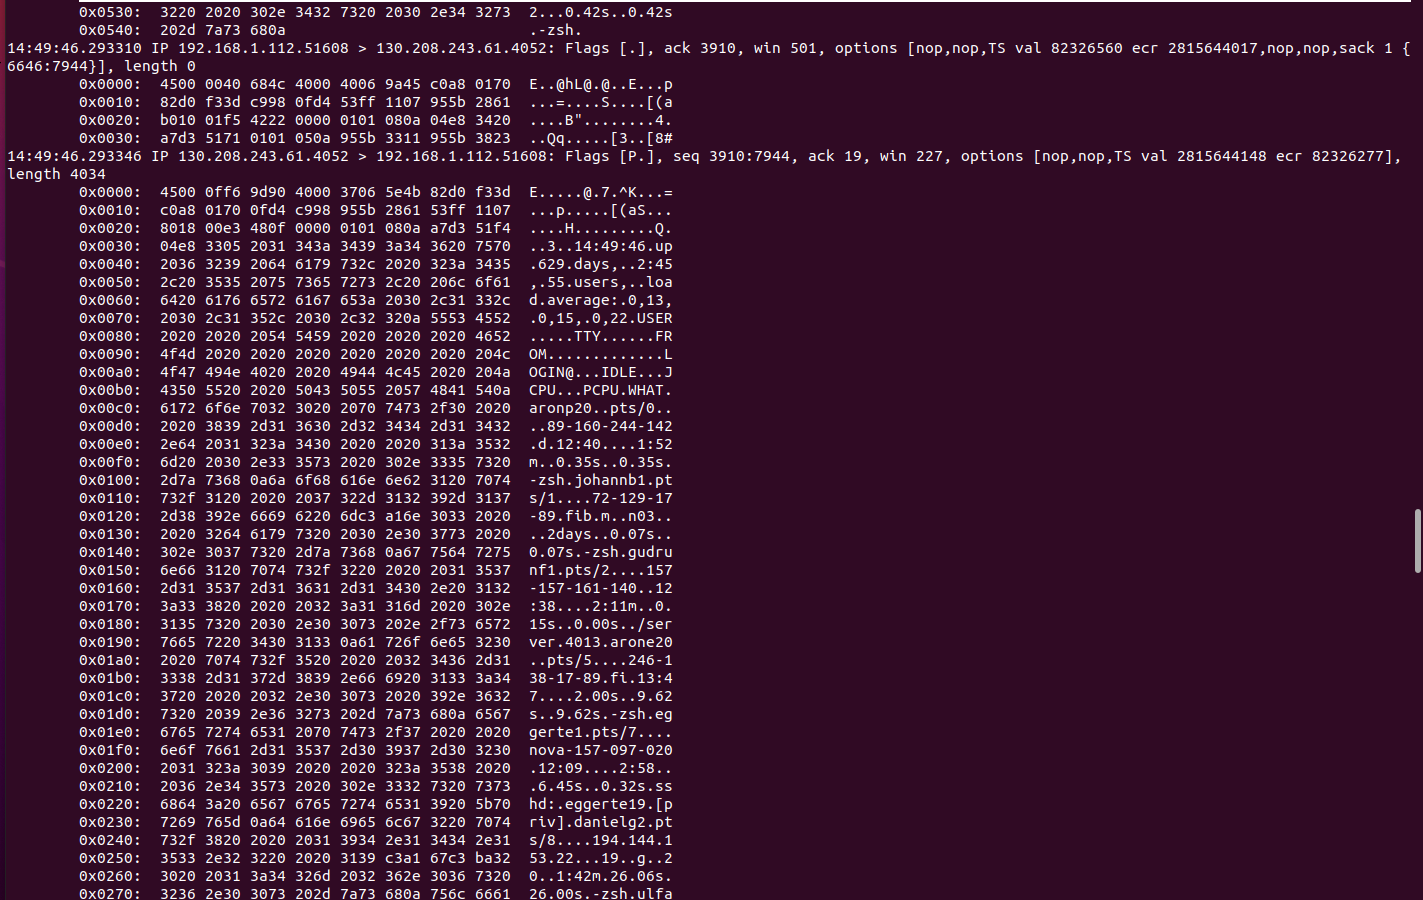 0x0530:  3220 2020 302e 3432 7320 2030 2e34 3273  2...0.42s..0.42s
0x0540:  202d 7a73 680a                           .-zsh.
14:49:46.293310 IP 192.168.1.112.51608 > 130.208.243.61.4052: Flags [.], ack 3910, win 501, options [nop,nop,TS val 82326560 ecr 2815644017,nop,nop,sack 1 {
6646:7944}], length 0
0x0000:  4500 0040 684c 4000 4006 9a45 c0a8 0170  E..@hL@.@..E...p
0x0010:  82d0 f33d c998 0fd4 53ff 1107 955b 2861  ...=....S....[(a
0x0020:  b010 01f5 4222 0000 0101 080a 04e8 3420  ....B"........4.
0x0030:  a7d3 5171 0101 050a 955b 3311 955b 3823  ..Qq.....[3..[8#
14:49:46.293346 IP 130.208.243.61.4052 > 192.168.1.112.51608: Flags [P.], seq 3910:7944, ack 19, win 227, options [nop,nop,TS val 2815644148 ecr 82326277],
length 4034
0x0000:  4500 0ff6 9d90 4000 3706 5e4b 82d0 f33d  E.....@.7.^K...=
0x0010:  c0a8 0170 0fd4 c998 955b 2861 53ff 1107  ...p.....[(aS...
0x0020:  8018 00e3 480f 0000 0101 080a a7d3 51f4  ....H.........Q.
0x0030:  04e8 3305 2031 343a 3439 3a34 3620 7570  ..3..14:49:46.up
0x0040:  2036 3239 2064 6179 732c 2020 323a 3435  .629.days,..2:45
0x0050:  2c20 3535 2075 7365 7273 2c20 206c 6f61  ,.55.users,..loa
0x0060:  6420 6176 6572 6167 653a 2030 2c31 332c  d.average:.0,13,
0x0070:  2030 2c31 352c 2030 2c32 320a 5553 4552  .0,15,.0,22.USER
0x0080:  2020 2020 2054 5459 2020 2020 2020 4652  .....TTY......FR
0x0090:  4f4d 2020 2020 2020 2020 2020 2020 204c  OM.............L
0x00a0:  4f47 494e 4020 2020 4944 4c45 2020 204a  OGIN@...IDLE...J
0x00b0:  4350 5520 2020 5043 5055 2057 4841 540a  CPU...PCPU.WHAT.
0x00c0:  6172 6f6e 7032 3020 2070 7473 2f30 2020  aronp20..pts/0..
0x00d0:  2020 3839 2d31 3630 2d32 3434 2d31 3432  ..89-160-244-142
0x00e0:  2e64 2031 323a 3430 2020 2020 313a 3532  .d.12:40....1:52
0x00f0:  6d20 2030 2e33 3573 2020 302e 3335 7320  m..0.35s..0.35s.
0x0100:  2d7a 7368 0a6a 6f68 616e 6e62 3120 7074  -zsh.johannb1.pt
0x0110:  732f 3120 2020 2037 322d 3132 392d 3137  s/1....72-129-17
0x0120:  2d38 392e 6669 6220 6dc3 a16e 3033 2020  -89.fib.m..n03..
0x0130:  2020 3264 6179 7320 2030 2e30 3773 2020  ..2days..0.07s..
0x0140:  302e 3037 7320 2d7a 7368 0a67 7564 7275  0.07s.-zsh.gudru
0x0150:  6e66 3120 7074 732f 3220 2020 2031 3537  nf1.pts/2....157
0x0160:  2d31 3537 2d31 3631 2d31 3430 2e20 3132  -157-161-140..12
0x0170:  3a33 3820 2020 2032 3a31 316d 2020 302e  :38....2:11m..0.
0x0180:  3135 7320 2030 2e30 3073 202e 2f73 6572  15s..0.00s../ser
0x0190:  7665 7220 3430 3133 0a61 726f 6e65 3230  ver.4013.arone20
0x01a0:  2020 7074 732f 3520 2020 2032 3436 2d31  ..pts/5....246-1
0x01b0:  3338 2d31 372d 3839 2e66 6920 3133 3a34  38-17-89.fi.13:4
0x01c0:  3720 2020 2032 2e30 3073 2020 392e 3632  7....2.00s..9.62
0x01d0:  7320 2039 2e36 3273 202d 7a73 680a 6567  s..9.62s.-zsh.eg
0x01e0:  6765 7274 6531 2070 7473 2f37 2020 2020  gerte1.pts/7....
0x01f0:  6e6f 7661 2d31 3537 2d30 3937 2d30 3230  nova-157-097-020
0x0200:  2031 323a 3039 2020 2020 323a 3538 2020  .12:09....2:58..
0x0210:  2036 2e34 3573 2020 302e 3332 7320 7373  .6.45s..0.32s.ss
0x0220:  6864 3a20 6567 6765 7274 6531 3920 5b70  hd:.eggerte19.[p
0x0230:  7269 765d 0a64 616e 6965 6c67 3220 7074  riv].danielg2.pt
0x0240:  732f 3820 2020 2031 3934 2e31 3434 2e31  s/8....194.144.1
0x0250:  3533 2e32 3220 2020 3139 c3a1 67c3 ba32  53.22...19..g..2
0x0260:  3020 2031 3a34 326d 2032 362e 3036 7320  0..1:42m.26.06s.
0x0270:  3236 2e30 3073 202d 7a73 680a 756c 6661  26.00s.-zsh.ulfa